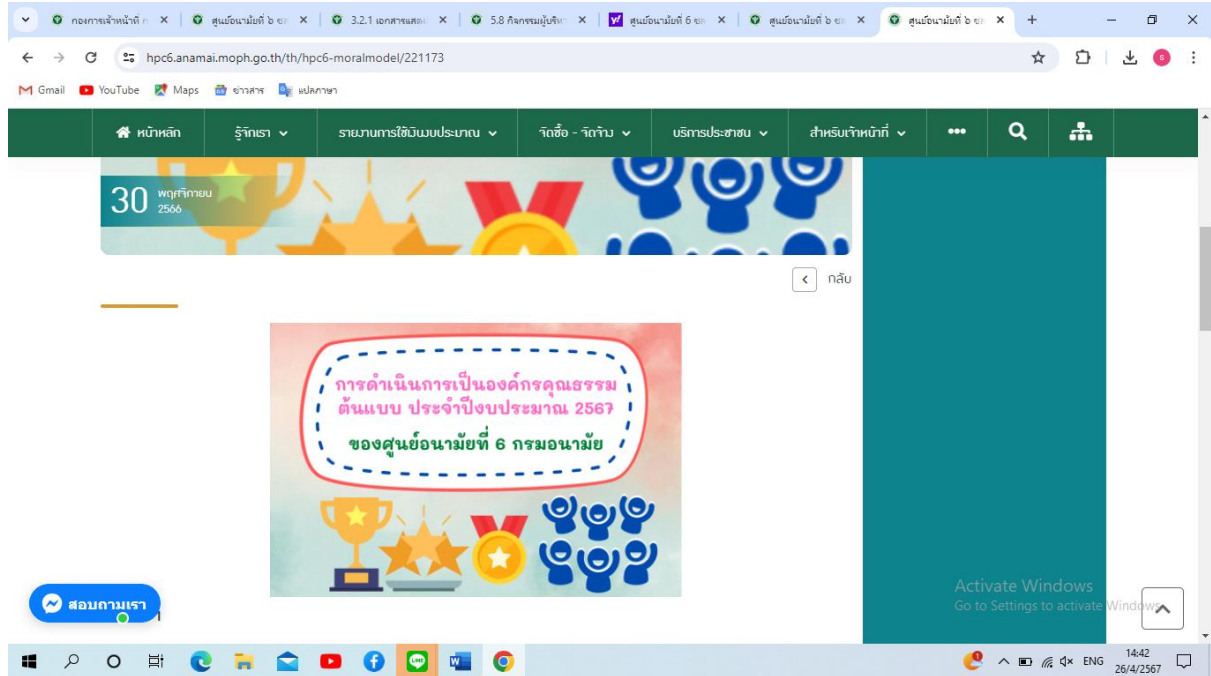 กองการเจ้าหน้าที่
ศูนย์อนามัยที่ ๖
3.2.1 เอกสารแสดง
5.8 กิจกรรมผู้บริหา
ศูนย์อนามัยที่ 6
ศูนย์อนามัยที่ ๖
ศูนย์อนามัยที่ ๖
hpc6.anamai.moph.go.th/th/hpc6-moralmodel/221173
s
Gmail YouTube Maps ข่าวสาร แปลภาษา
หน้าหลัก รู้จักเรา รายงานการใช้เงินงบประมาณ จัดซื้อ - จัดจ้าง บริการประชาชน สำหรับเจ้าหน้าที่
30 พฤศจิกายน
2566
กลับ
การดำเนินการเป็นองค์กรคุณธรรม
ต้นแบบ ประจำปีงบประมาณ 2567
ของศูนย์อนามัยที่ 6 กรมอนามัย
Activate Windows
Go to Settings to activate Windows.
สอบถามเรา
LINE
ENG 14:42
26/4/2567